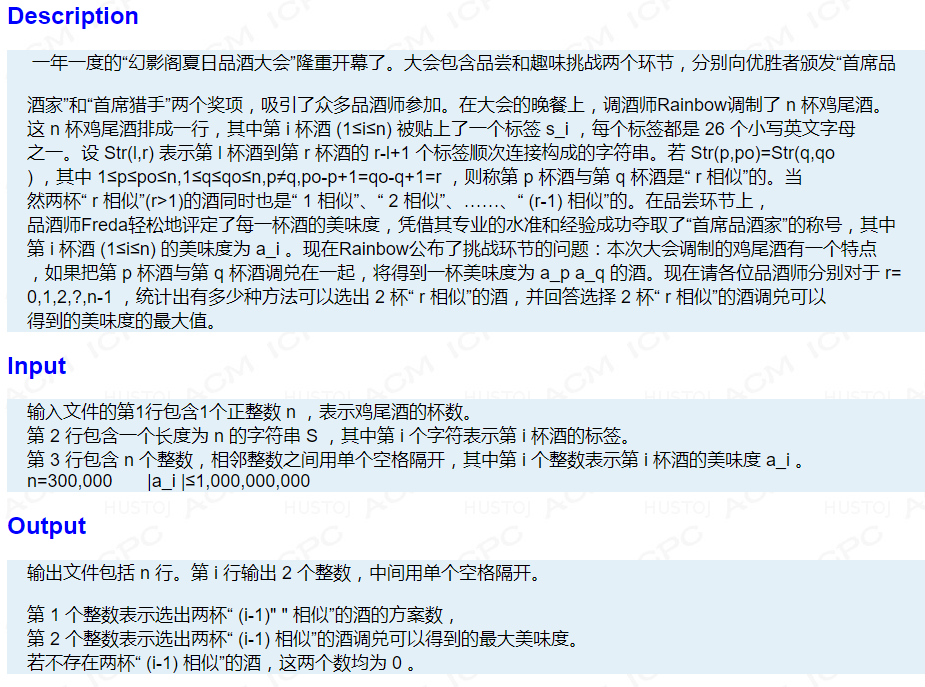 Description
一年一度的“幻影阁夏日品酒大会”隆重开幕了。大会包含品尝和趣味挑战两个环节，分别向优胜者颁发“首席品
酒家”和“首席猎手”两个奖项，吸引了众多品酒师参加。在大会的晚餐上，调酒师Rainbow调制了 n 杯鸡尾酒。
这 n 杯鸡尾酒排成一行，其中第 i 杯酒 (1≤i≤n) 被贴上了一个标签 s_i ，每个标签都是 26 个小写英文字母
之一。设 Str(l,r) 表示第 l 杯酒到第 r 杯酒的 r-l+1 个标签顺次连接构成的字符串。若 Str(p,po)=Str(q,qo
) ，其中 1≤p≤po≤n,1≤q≤qo≤n,p≠q,po-p+1=qo-q+1=r ，则称第 p 杯酒与第 q 杯酒是“ r 相似”的。当
然两杯“ r 相似”(r>1)的酒同时也是“ 1 相似”、“ 2 相似”、……、“ (r-1) 相似”的。在品尝环节上，
品酒师Freda轻松地评定了每一杯酒的美味度，凭借其专业的水准和经验成功夺取了“首席品酒家”的称号，其中
第 i 杯酒 (1≤i≤n) 的美味度为 a_i 。现在Rainbow公布了挑战环节的问题：本次大会调制的鸡尾酒有一个特点
，如果把第 p 杯酒与第 q 杯酒调兑在一起，将得到一杯美味度为 a_p a_q 的酒。现在请各位品酒师分别对于 r=
0,1,2,?,n-1 ，统计出有多少种方法可以选出 2 杯“ r 相似”的酒，并回答选择 2 杯“ r 相似”的酒调兑可以
得到的美味度的最大值。
Input
输入文件的第1行包含1个正整数 n ，表示鸡尾酒的杯数。
第 2 行包含一个长度为 n 的字符串 S ，其中第 i 个字符表示第 i 杯酒的标签。
第 3 行包含 n 个整数，相邻整数之间用单个空格隔开，其中第 i 个整数表示第 i 杯酒的美味度 a_i 。
n=300,000 |a_i |≤1,000,000,000
Output
输出文件包括 n 行。第 i 行输出 2 个整数，中间用单个空格隔开。
第 1 个整数表示选出两杯“ (i-1)" " 相似”的酒的方案数，
第 2 个整数表示选出两杯“ (i-1) 相似”的酒调兑可以得到的最大美味度。
若不存在两杯“ (i-1) 相似”的酒，这两个数均为 0 。